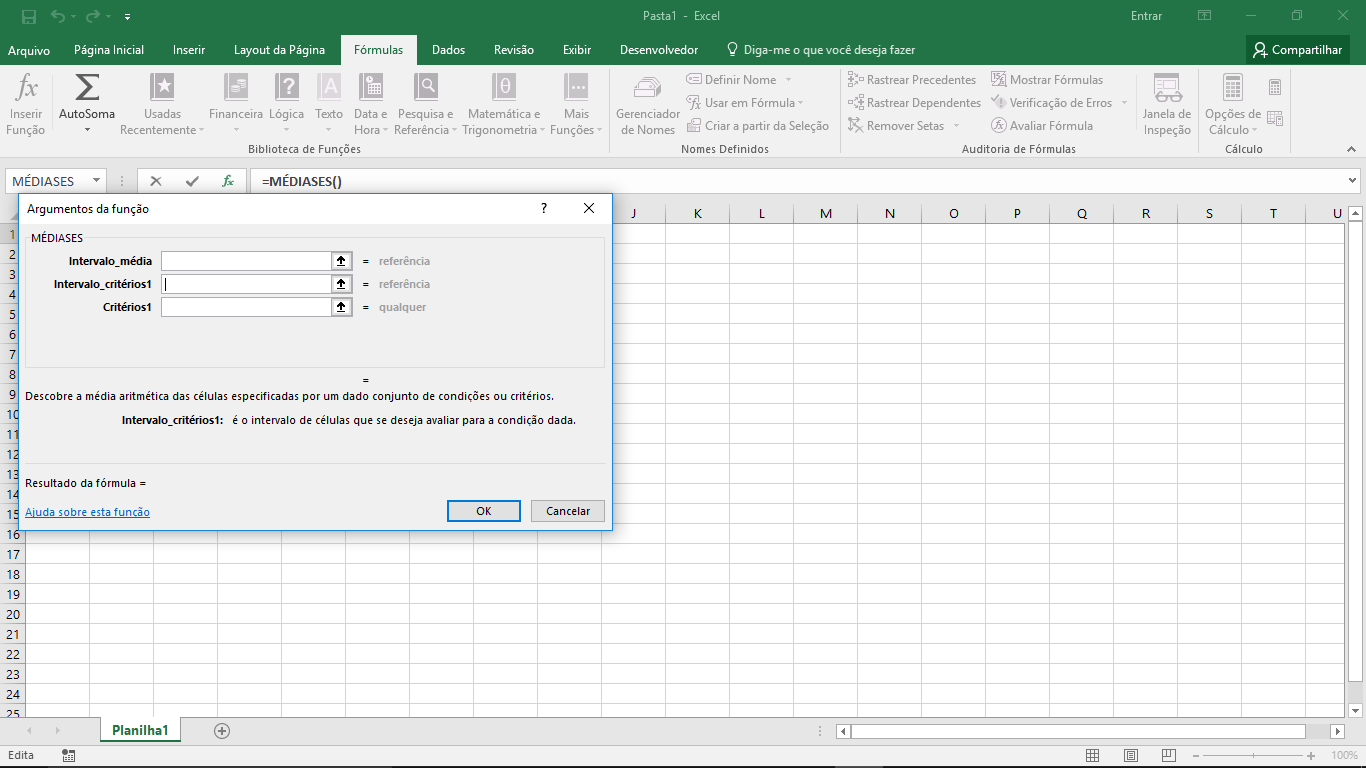 Pasta1 - Excel
Entrar
Arquivo Página Inicial Inserir Layout da Página Fórmulas Dados Revisão Exibir Desenvolvedor Diga-me o que você deseja fazer Compartilhar
Inserir Função
AutoSoma
Usadas Recentemente
Financeira
Lógica
Texto
Data e Hora
Pesquisa e Referência
Matemática e Trigonometria
Mais Funções
Biblioteca de Funções
Gerenciador de Nomes
Definir Nome
Usar em Fórmula
Criar a partir da Seleção
Nomes Definidos
Rastrear Precedentes
Rastrear Dependentes
Remover Setas
Mostrar Fórmulas
Verificação de Erros
Avaliar Fórmula
Auditoria de Fórmulas
Janela de Inspeção
Opções de Cálculo
Cálculo
MÉDIASES
fx
=MÉDIASES()
J K L M N O P Q R S T U
Argumentos da função
?
MÉDIASES
Intervalo_média = referência
Intervalo_critérios1 = referência
Critérios1 = qualquer
=
Descobre a média aritmética das células especificadas por um dado conjunto de condições ou critérios.
Intervalo_critérios1: é o intervalo de células que se deseja avaliar para a condição dada.
Resultado da fórmula =
Ajuda sobre esta função
OK
Cancelar
1
2
3
4
5
6
7
8
9
10
11
12
13
14
15
16
17
18
19
20
21
22
23
24
25
Planilha1
Edita
100%